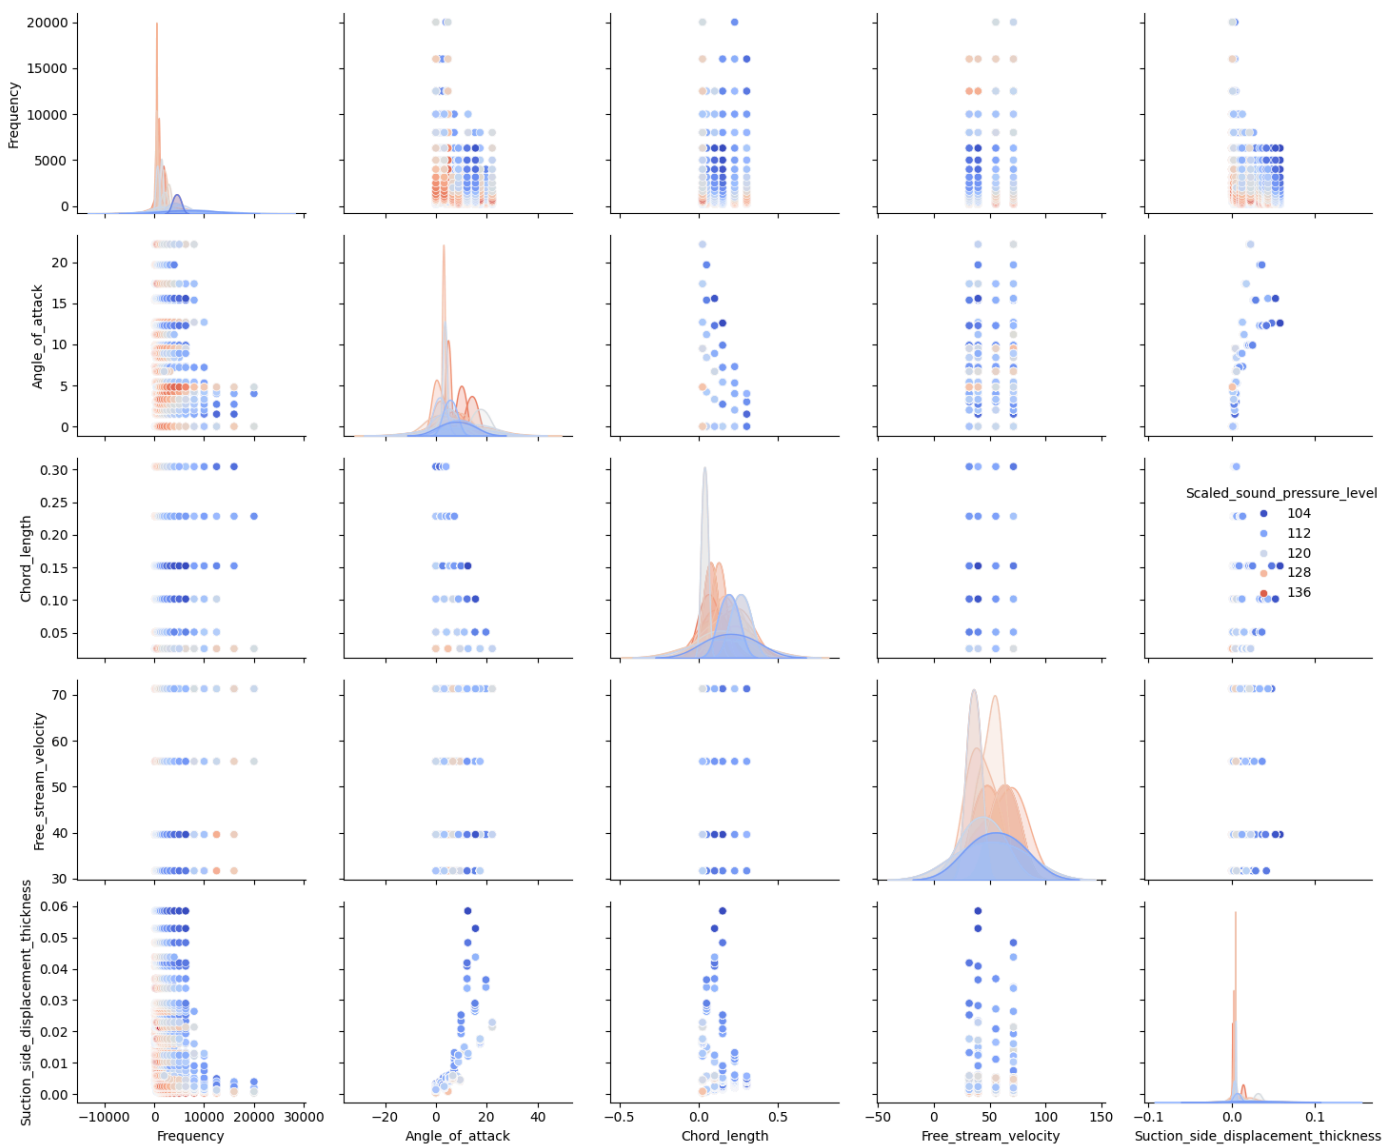 20000
15000
10000
5000
0
Frequency
20
15
10
5
0
Angle_of_attack
0.30
0.25
0.20
0.15
0.10
0.05
Chord_length
Scaled_sound_pressure_level
104
112
120
128
136
70
60
50
40
30
Free_stream_velocity
0.06
0.05
0.04
0.03
0.02
0.01
0.00
Suction_side_displacement_thickness
−10000 0 10000 20000 30000
Frequency
−20 0 20 40
Angle_of_attack
−0.5 0.0 0.5
Chord_length
−50 0 50 100 150
Free_stream_velocity
−0.1 0.0 0.1
Suction_side_displacement_thickness